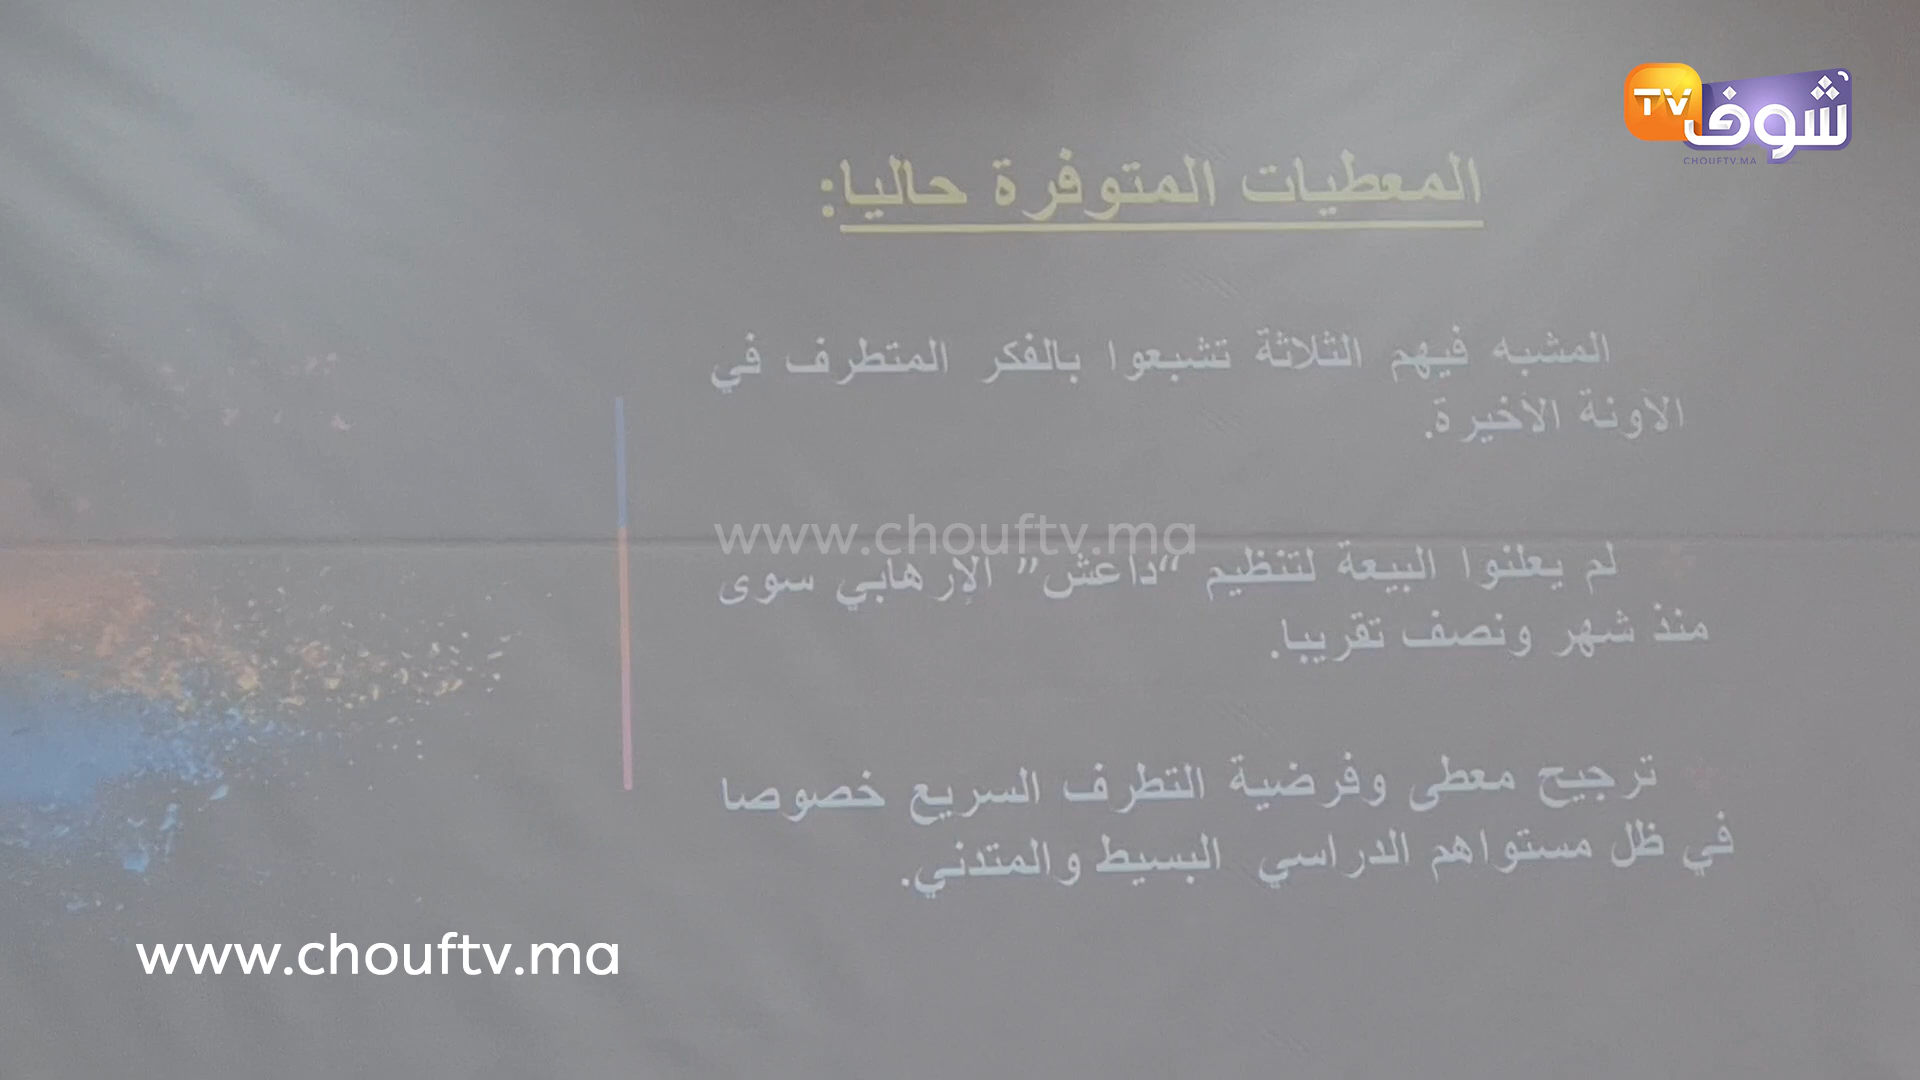 شوف TV
CHOUFTV.MA
المعطيات المتوفرة حاليا:
المشبه فيهم الثلاثة تشبعوا بالفكر المتطرف في
الآونة الأخيرة.
www.chouftv.ma
لم يعلنوا البيعة لتنظيم “داعش” الإرهابي سوى
منذ شهر ونصف تقريبا.
ترجيح معطى وفرضية التطرف السريع خصوصا
في ظل مستواهم الدراسي البسيط والمتدني.
www.chouftv.ma